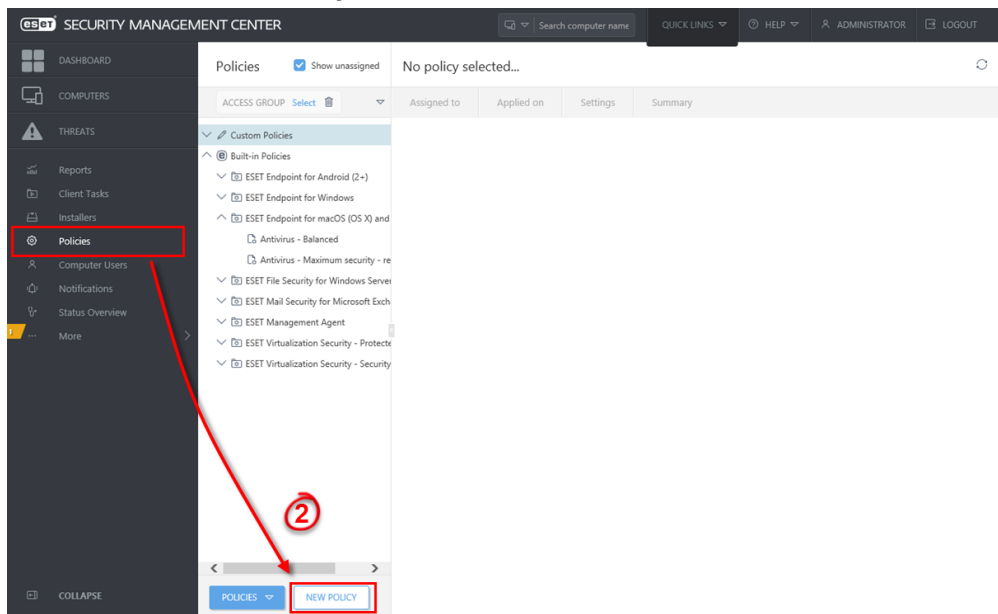 eset SECURITY MANAGEMENT CENTER
Search computer name
QUICK LINKS
HELP
ADMINISTRATOR
LOGOUT
DASHBOARD
COMPUTERS
THREATS
Reports
Client Tasks
Installers
Policies
Computer Users
Notifications
Status Overview
More
COLLAPSE
Policies
Show unassigned
ACCESS GROUP Select
Custom Policies
Built-in Policies
ESET Endpoint for Android (2+)
ESET Endpoint for Windows
ESET Endpoint for macOS (OS X) and
Antivirus - Balanced
Antivirus - Maximum security - re
ESET File Security for Windows Server
ESET Mail Security for Microsoft Exch
ESET Management Agent
ESET Virtualization Security - Protecte
ESET Virtualization Security - Security
2
POLICIES
NEW POLICY
No policy selected...
Assigned to
Applied on
Settings
Summary